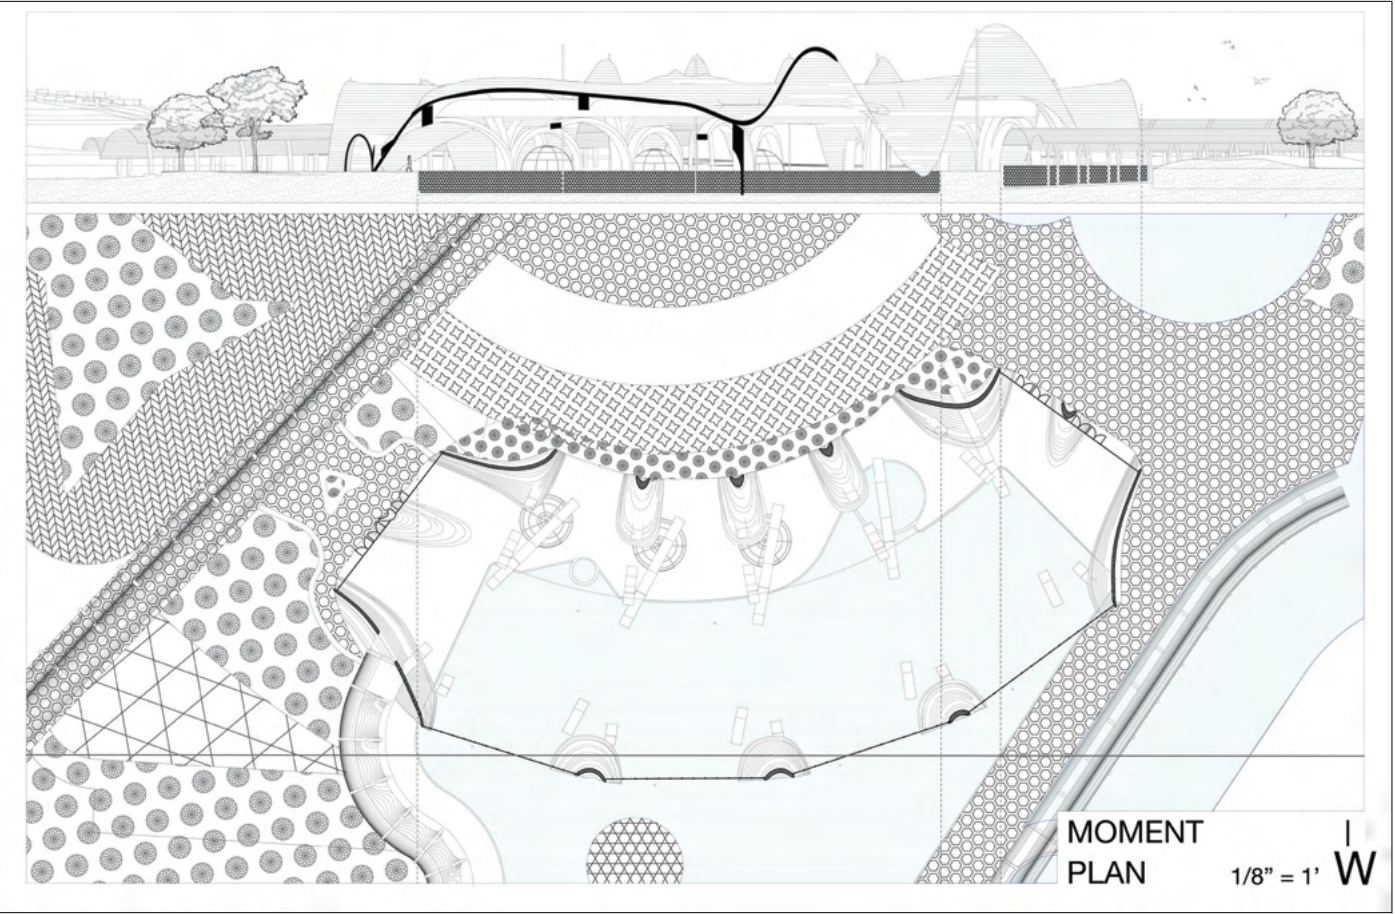 MOMENT
PLAN
1/8” = 1’
W